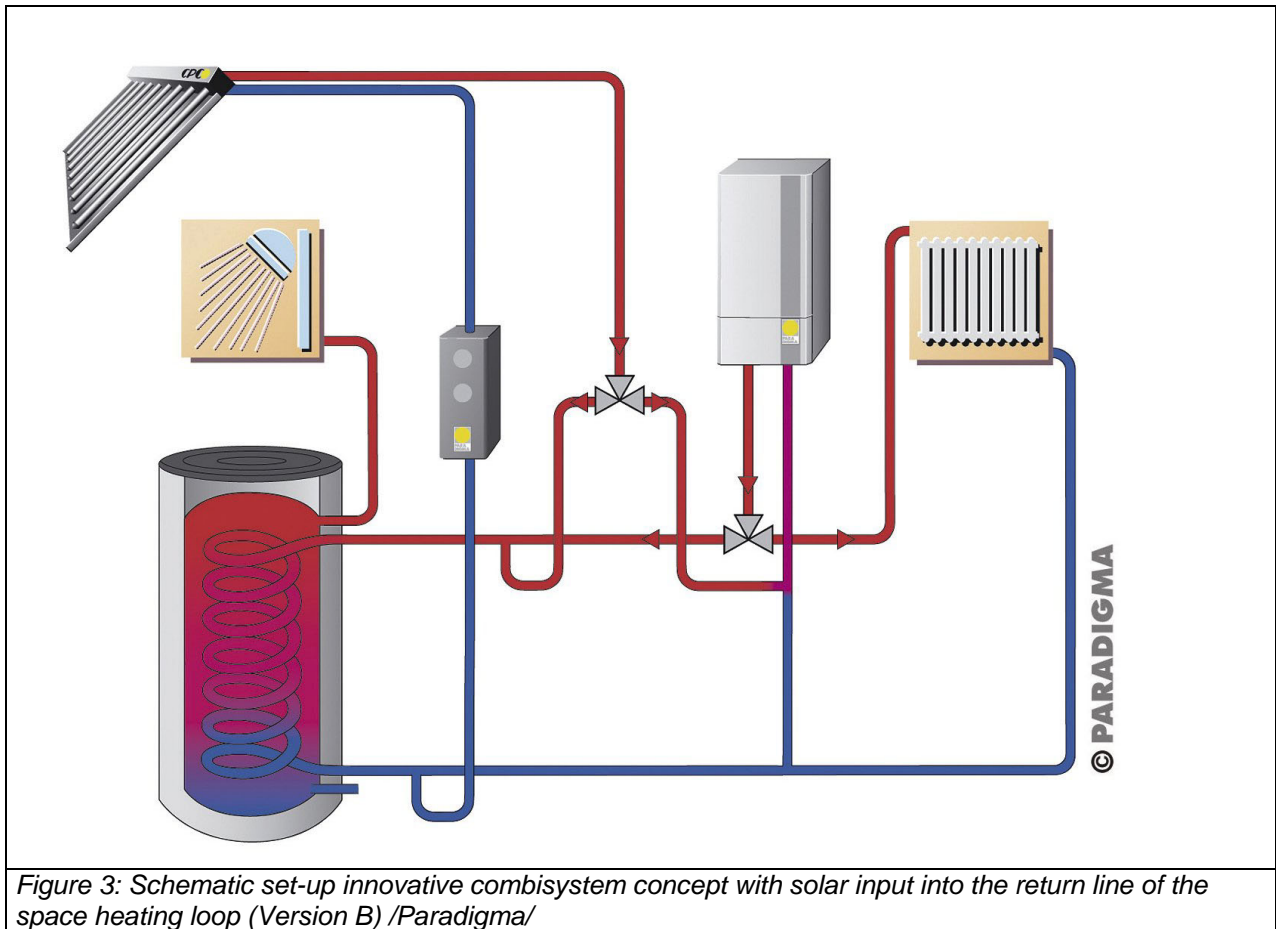 CPC
© PARADIGMA
Figure 3: Schematic set-up innovative combisystem concept with solar input into the return line of the
space heating loop (Version B) /Paradigma/